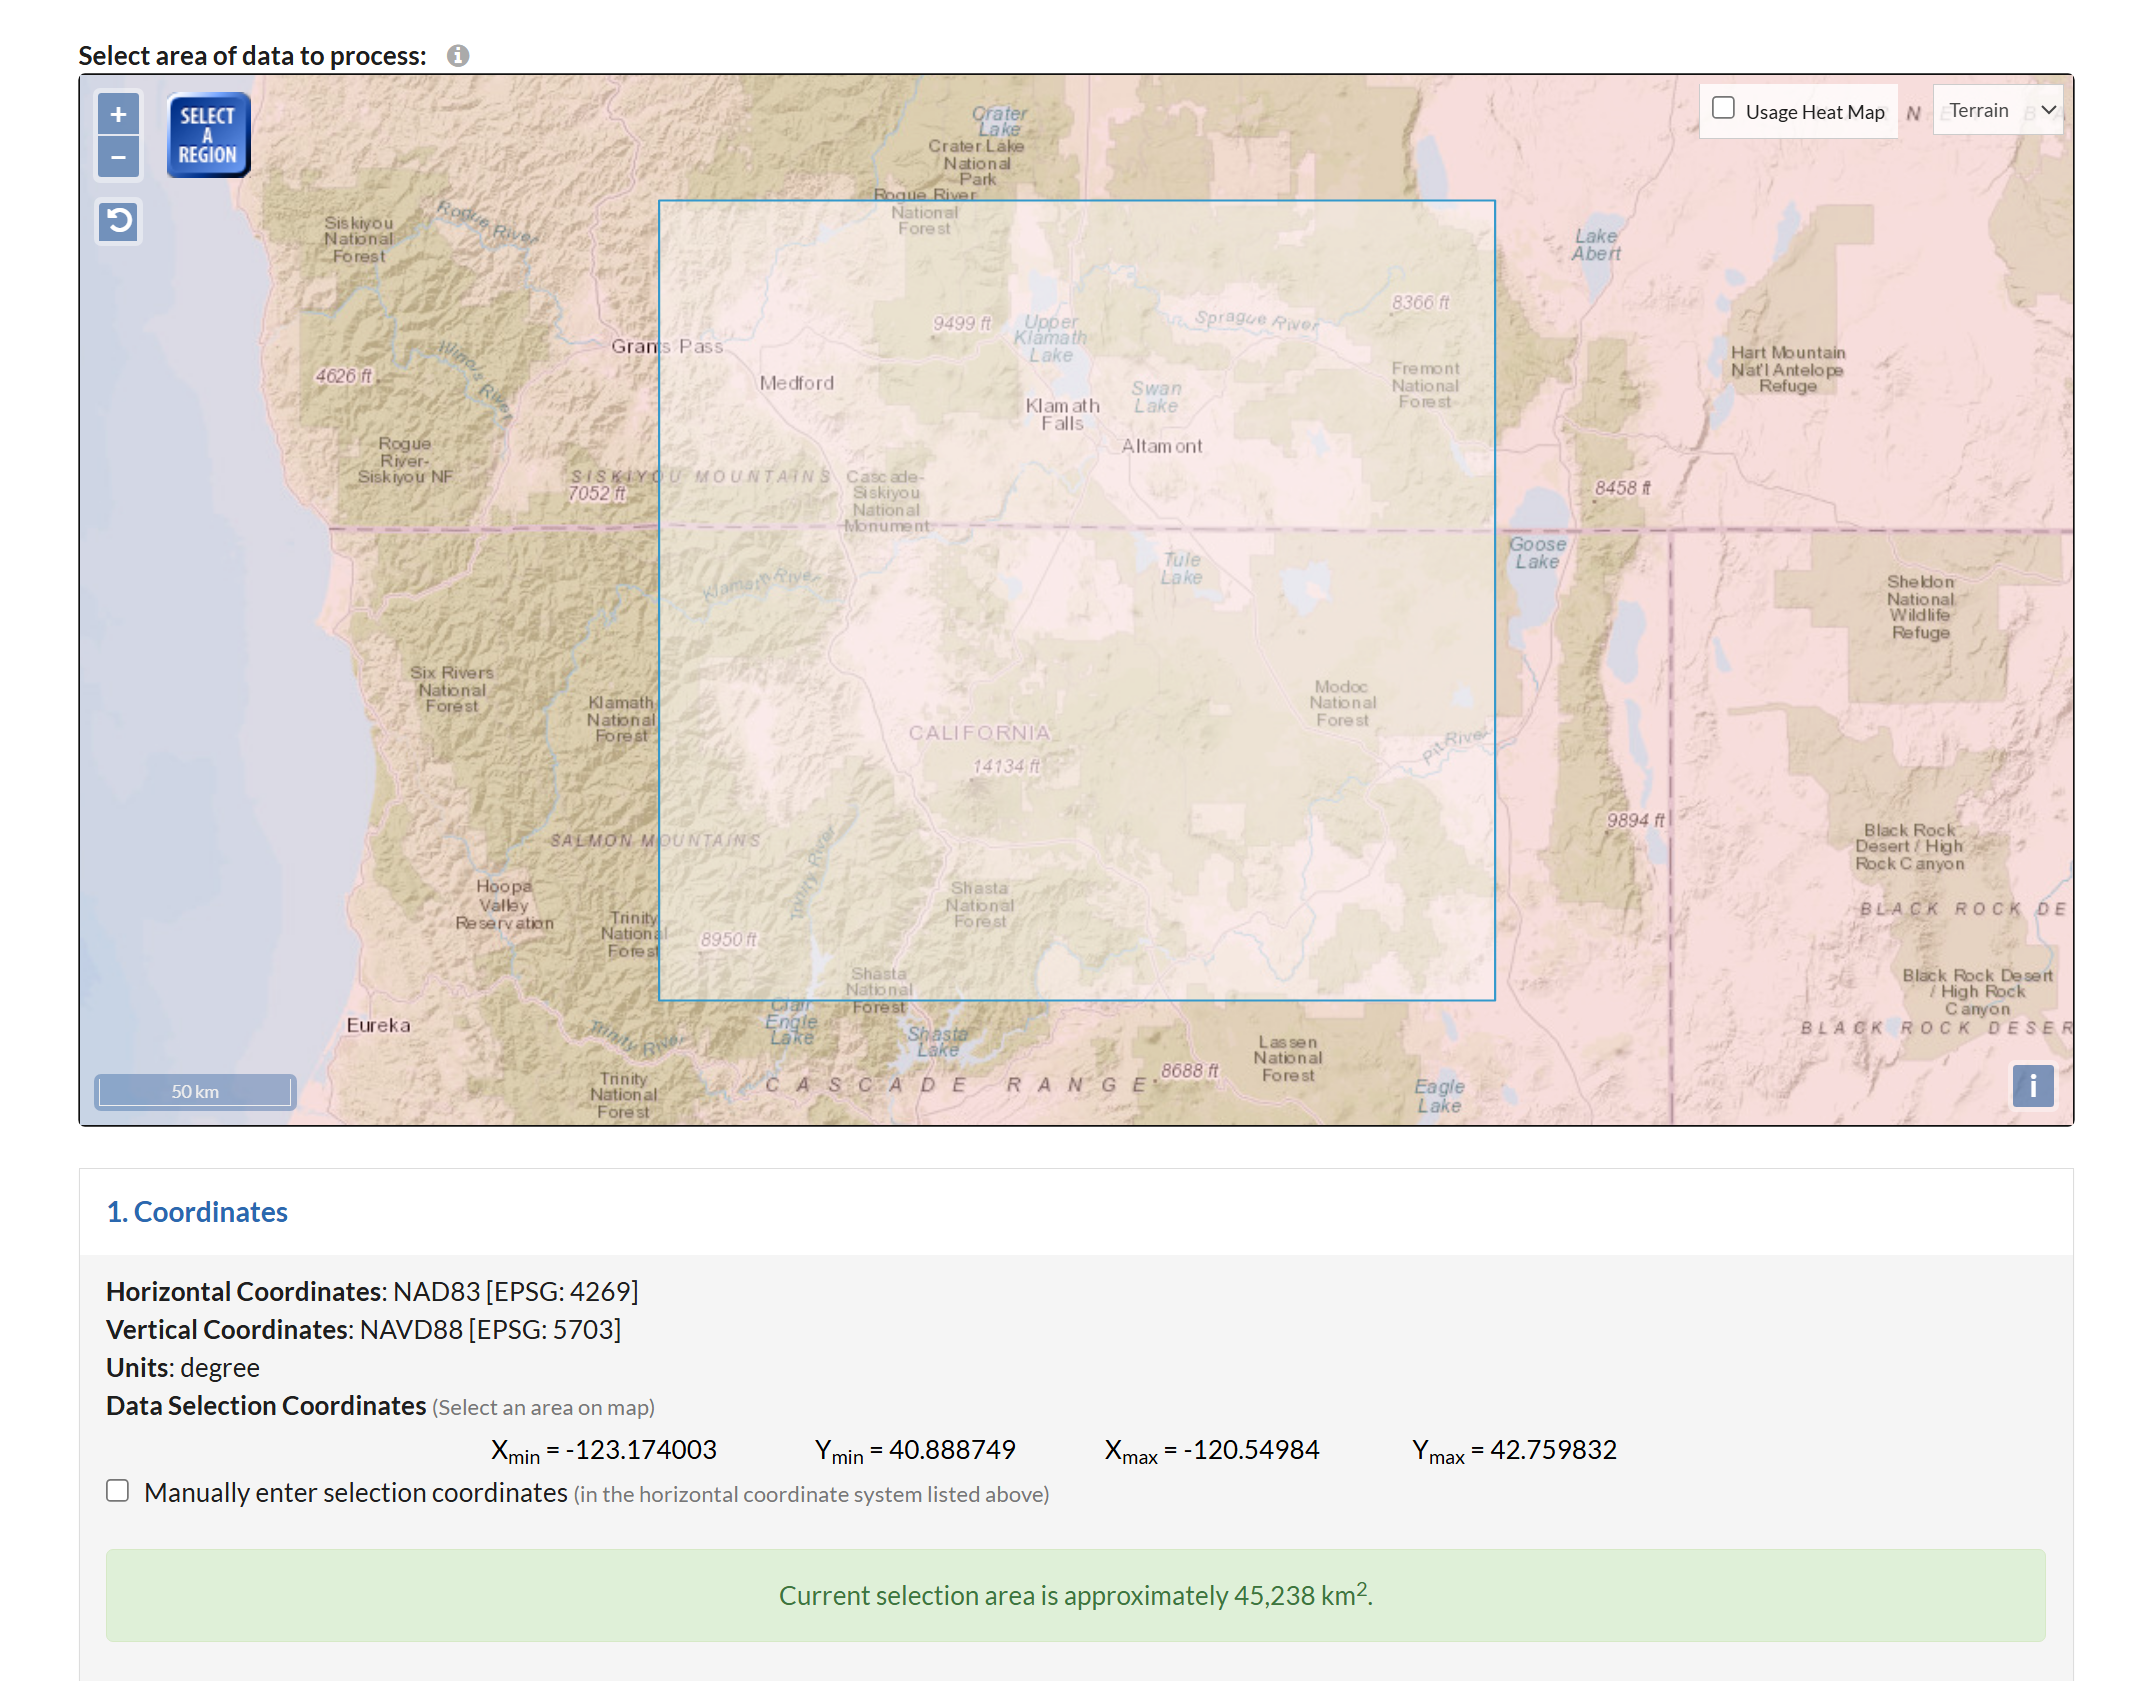 Select area of data to process:
+
−
SELECT
A
REGION
Usage Heat Map
Terrain
Crater
Lake
Crater Lake
National
Park
Rogue River
National
Forest
Siskiyou
National
Forest
Rogue River
Lake
Abert
8366 ft
9499 ft
Upper
Klamath
Lake
Sprague River
Grants Pass
Medford
4626 ft
Illinois River
Hart Mountain
Nat'l Antelope
Refuge
Fremont
National
Forest
Swan
Lake
Klamath
Falls
Altamont
Rogue
River-
Siskiyou NF
SISKIYOU MOUNTAINS
7052 ft
Cascade-
Siskiyou
National
Monument
8458 ft
Goose
Lake
Tule
Lake
Klamath River
Sheldon
National
Wildlife
Refuge
Six Rivers
National
Forest
Klamath
National
Forest
Modoc
National
Forest
CALIFORNIA
14134 ft
Pit River
SALMON MOUNTAINS
9894 ft
Black Rock
Desert / High
Rock Canyon
Trinity River
Hoopa
Valley
Reservation
Shasta
National
Forest
BLACK ROCK DE
Trinity
National
Forest
8950 ft
Shasta
National
Forest
Black Rock Desert
/ High Rock
Canyon
Clair
Engle
Lake
Eureka
BLACK ROCK DESER
Trinity River
Shasta
Lake
Lassen
National
Forest
8688 ft
CASCADE RANGE
Trinity
National
Forest
Eagle
Lake
50 km
i
1. Coordinates
Horizontal Coordinates: NAD83 [EPSG: 4269]
Vertical Coordinates: NAVD88 [EPSG: 5703]
Units: degree
Data Selection Coordinates (Select an area on map)
Xmin = -123.174003 Ymin = 40.888749 Xmax = -120.54984 Ymax = 42.759832
Manually enter selection coordinates (in the horizontal coordinate system listed above)
Current selection area is approximately 45,238 km².